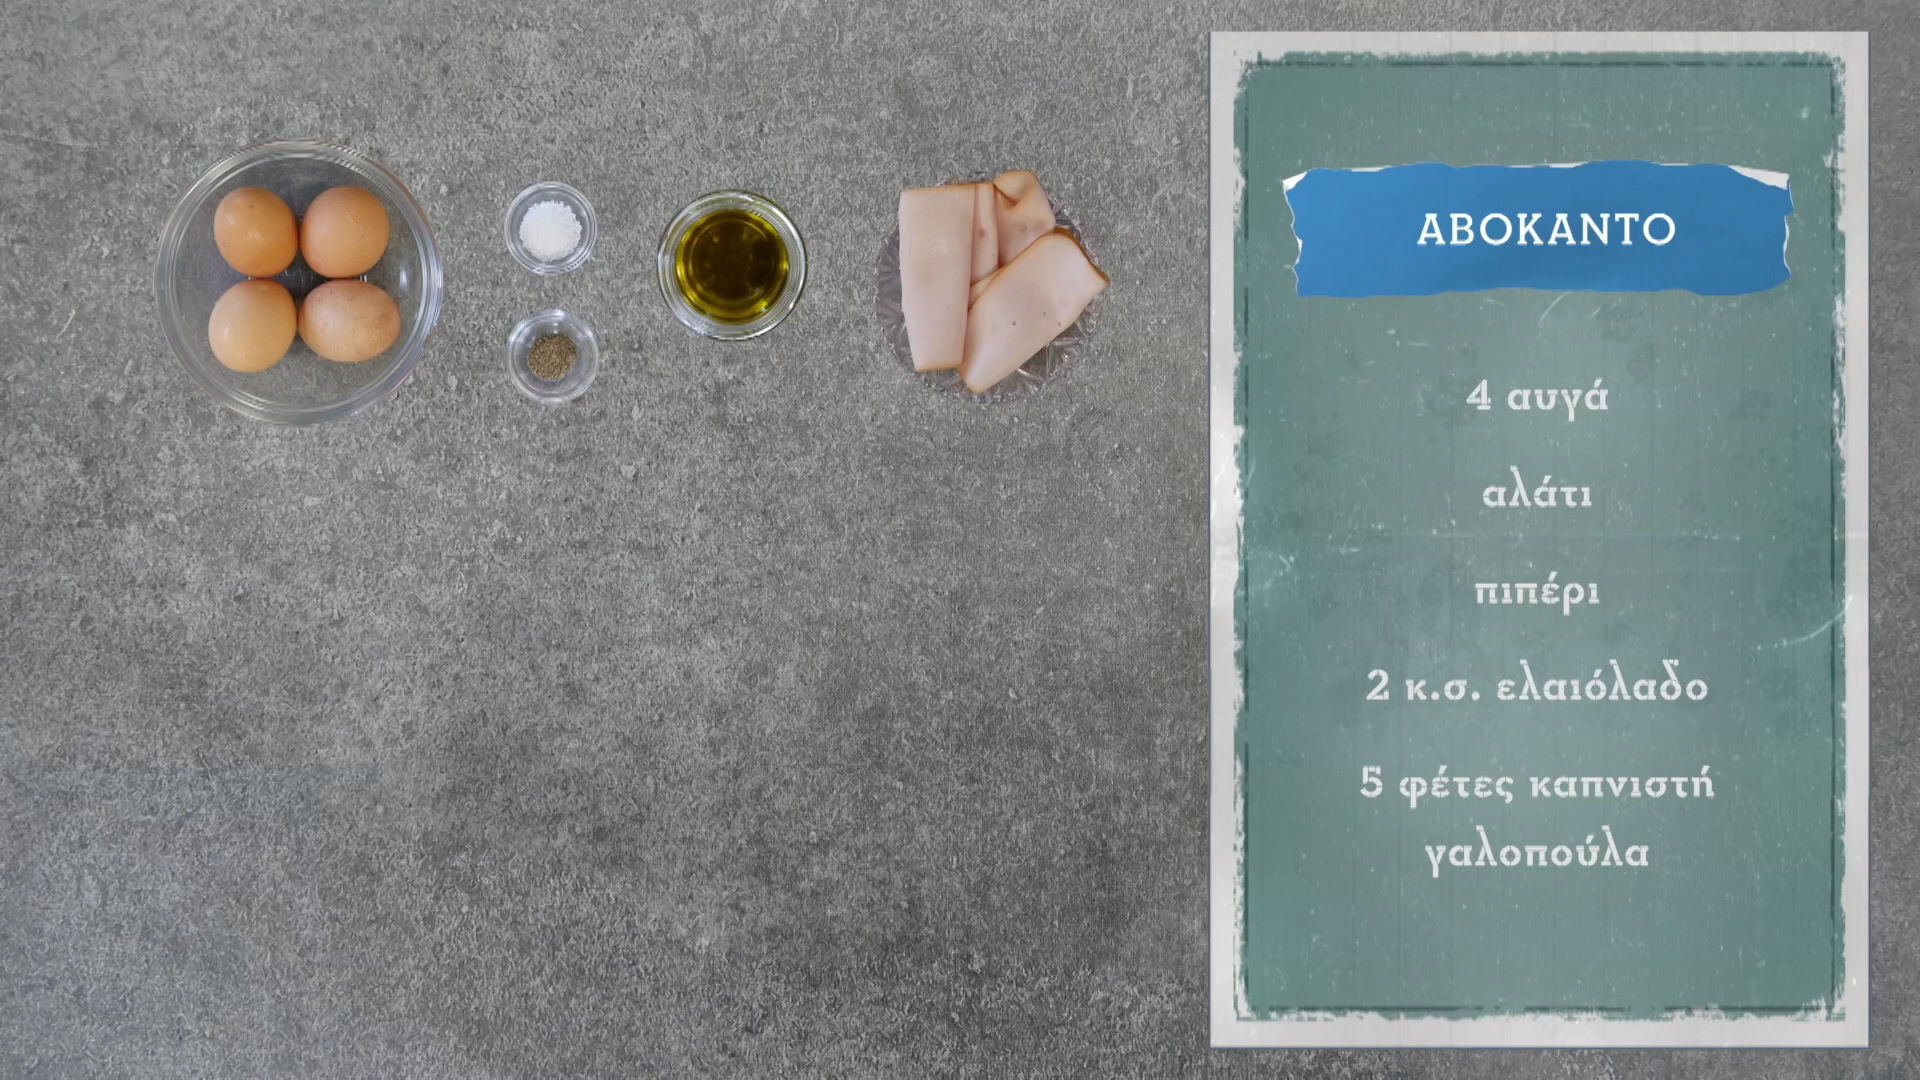 ΑΒΟΚΑΝΤΟ
4 αυγά
αλάτι
πιπέρι
2 κ.σ. ελαιόλαδο
5 φέτες καπνιστή
γαλοπούλα